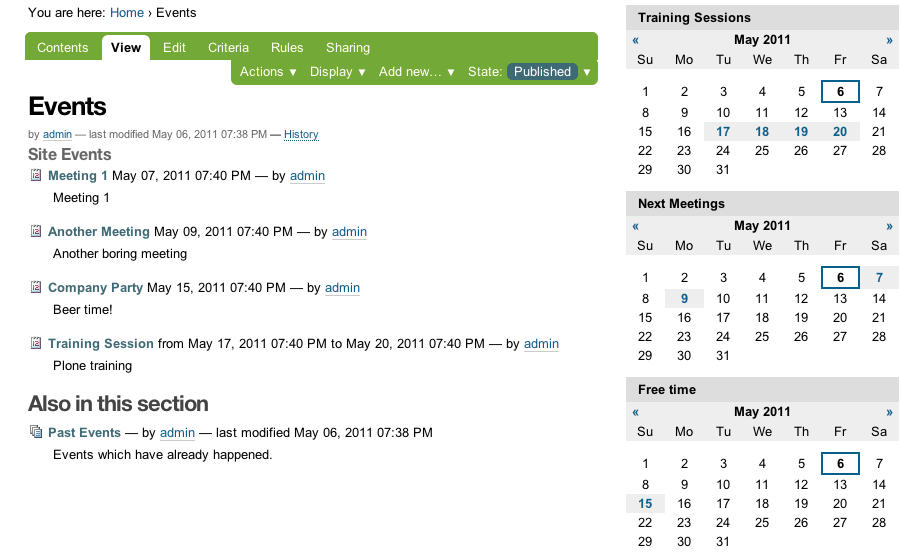 You are here: Home › Events
Contents View Edit Criteria Rules Sharing
Actions ▼ Display ▼ Add new… ▼ State: Published ▼
Events
by admin — last modified May 06, 2011 07:38 PM — History
Site Events
Meeting 1 May 07, 2011 07:40 PM — by admin
Meeting 1
Another Meeting May 09, 2011 07:40 PM — by admin
Another boring meeting
Company Party May 15, 2011 07:40 PM — by admin
Beer time!
Training Session from May 17, 2011 07:40 PM to May 20, 2011 07:40 PM — by admin
Plone training
Also in this section
Past Events — by admin — last modified May 06, 2011 07:38 PM
Events which have already happened.
Training Sessions
« May 2011 »
Su Mo Tu We Th Fr Sa
1 2 3 4 5 6 7
8 9 10 11 12 13 14
15 16 17 18 19 20 21
22 23 24 25 26 27 28
29 30 31
Next Meetings
« May 2011 »
Su Mo Tu We Th Fr Sa
1 2 3 4 5 6 7
8 9 10 11 12 13 14
15 16 17 18 19 20 21
22 23 24 25 26 27 28
29 30 31
Free time
« May 2011 »
Su Mo Tu We Th Fr Sa
1 2 3 4 5 6 7
8 9 10 11 12 13 14
15 16 17 18 19 20 21
22 23 24 25 26 27 28
29 30 31